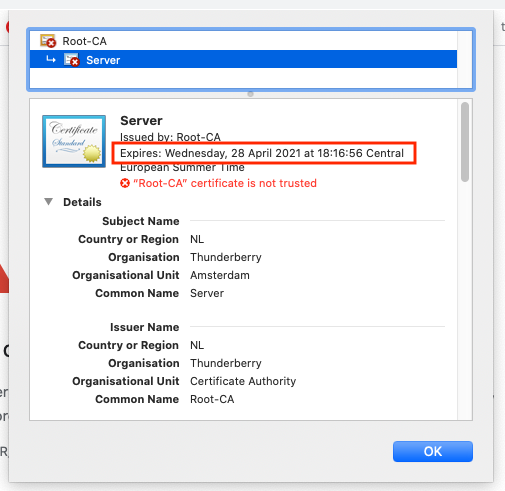 Root-CA
Server
Server
Issued by: Root-CA
Expires: Wednesday, 28 April 2021 at 18:16:56 Central
European Summer Time
"Root-CA" certificate is not trusted
Certificate
Standard
Details
Subject Name
Country or Region NL
Organisation Thunderberry
Organisational Unit Amsterdam
Common Name Server
Issuer Name
Country or Region NL
Organisation Thunderberry
Organisational Unit Certificate Authority
Common Name Root-CA
OK